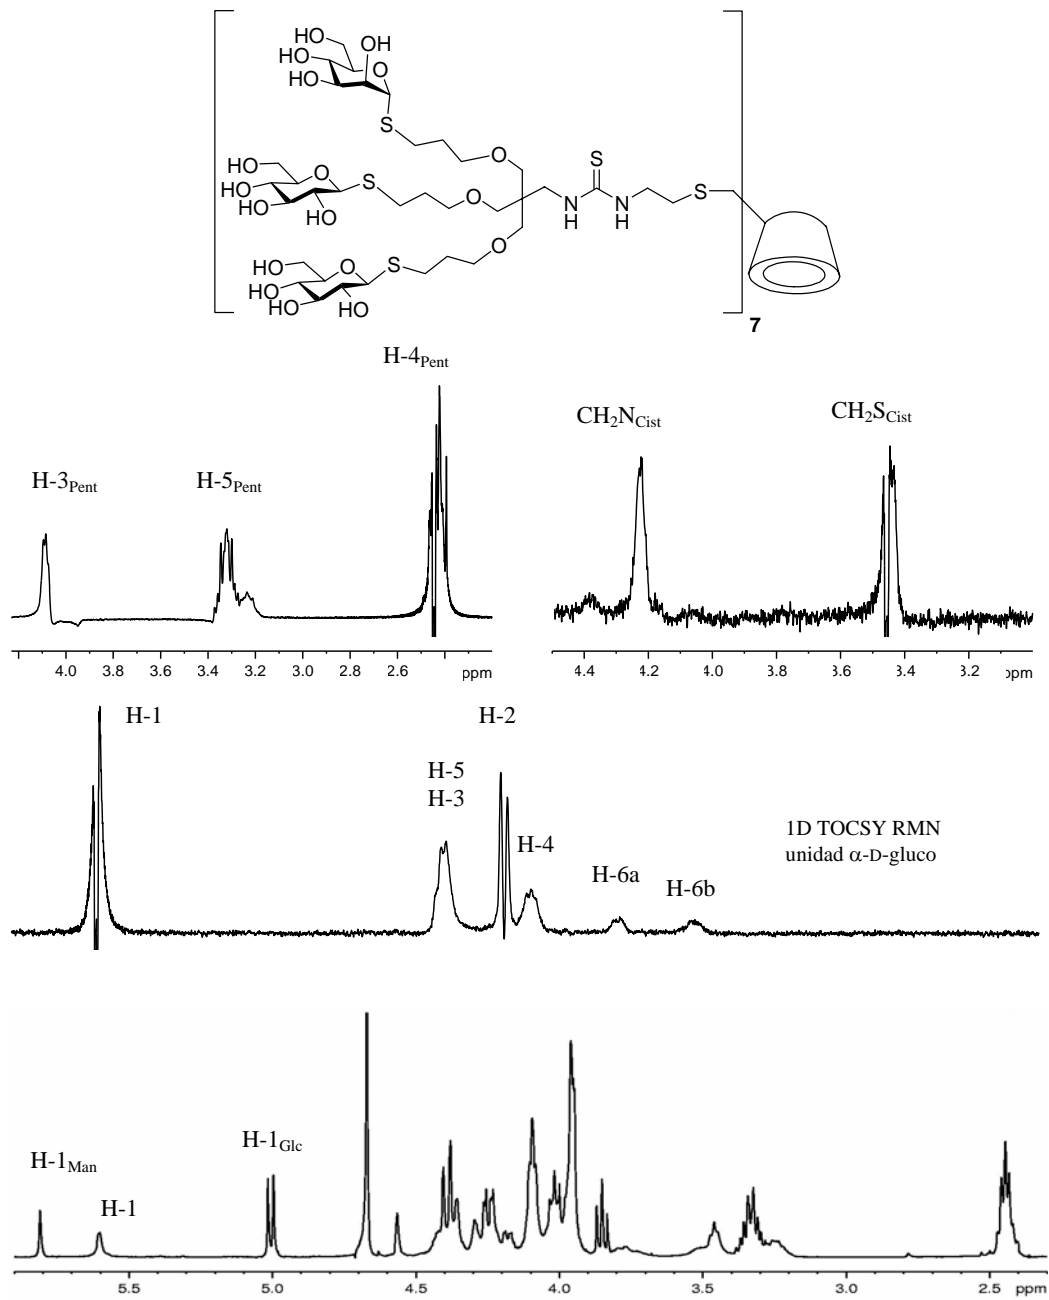 HO OH
HO O
HO
S O
HO O S
HO S O N N S
HO OH H H
HO O S O
HO
HO OH
7
H-4Pent
H-3Pent H-5Pent CH2NCist CH2SCist
4.0 3.8 3.6 3.4 3.2 3.0 2.8 2.6 ppm
4.4 4.2 4.0 3.8 3.6 3.4 3.2 ppm
H-1 H-2
H-5
H-3
H-4
H-6a H-6b
1D TOCSY RMN
unidad α-D-gluco
H-1Man H-1 H-1Glc
5.5 5.0 4.5 4.0 3.5 3.0 2.5 ppm